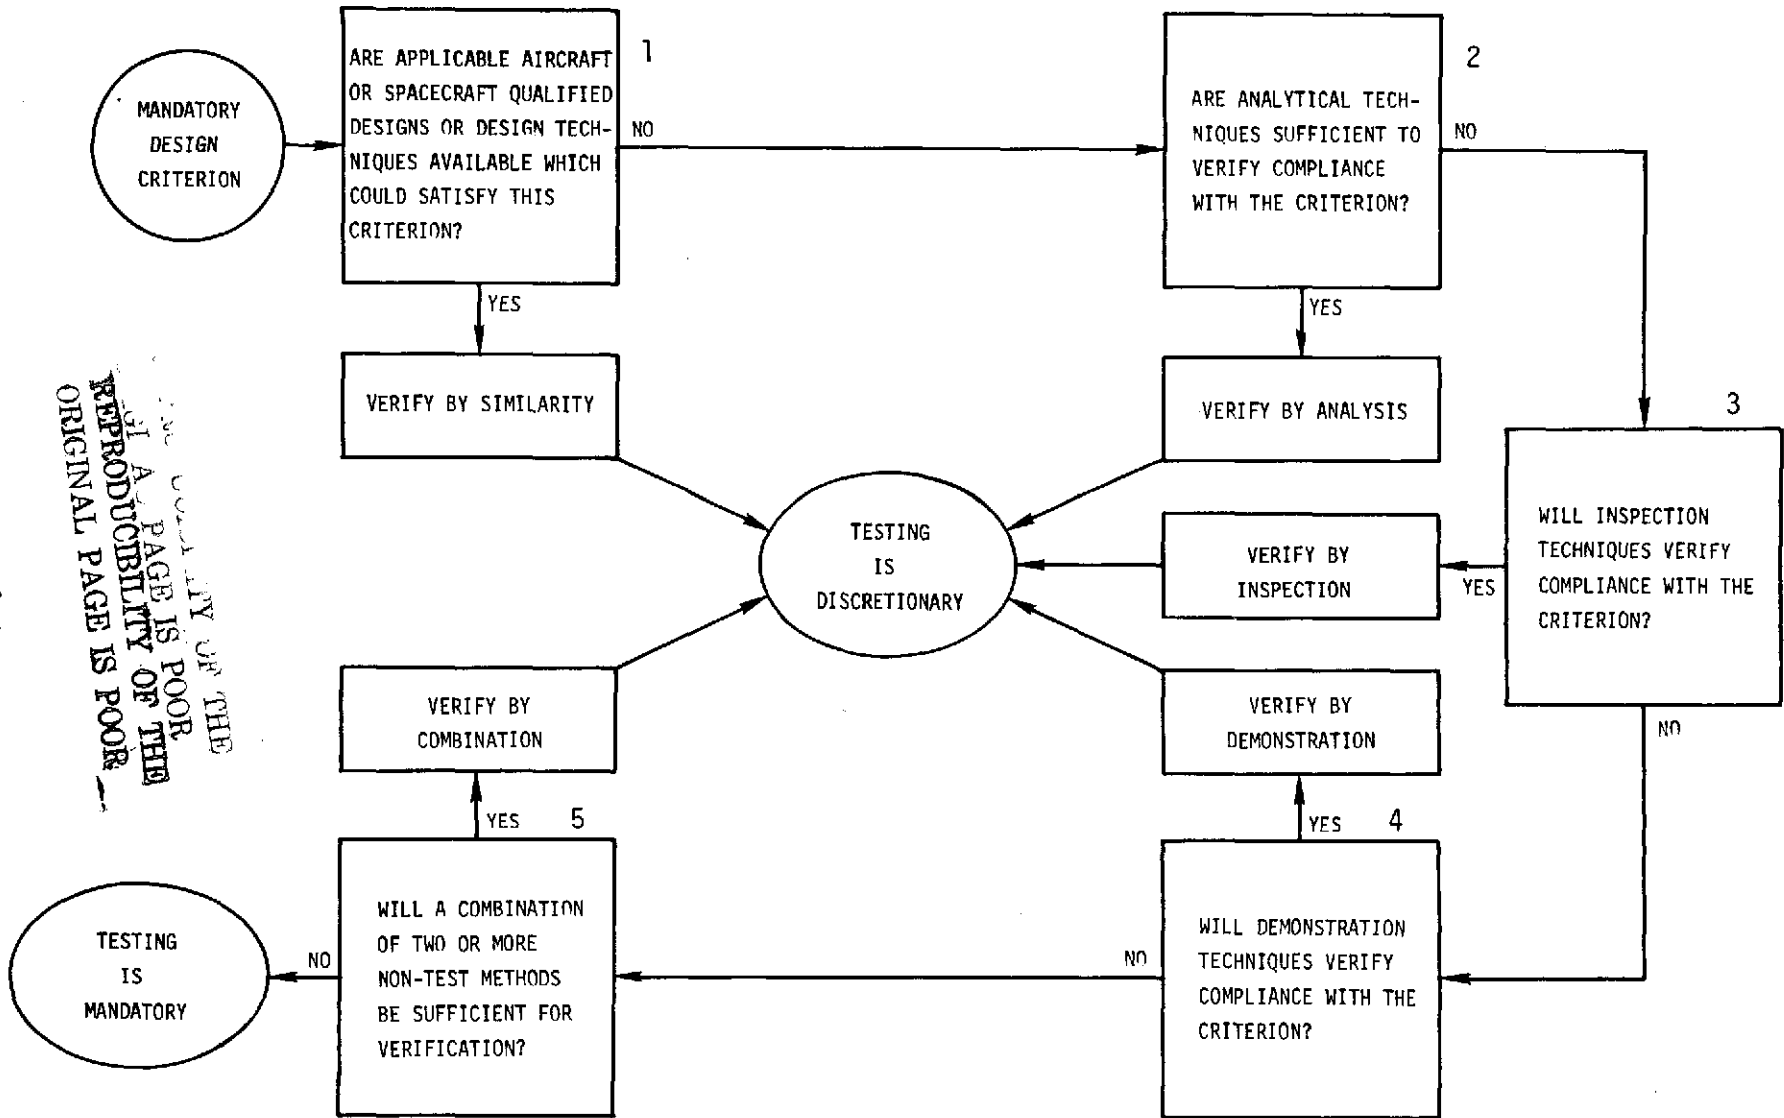 MANDATORY
DESIGN
CRITERION
1
ARE APPLICABLE AIRCRAFT
OR SPACECRAFT QUALIFIED
DESIGNS OR DESIGN TECH-
NIQUES AVAILABLE WHICH
COULD SATISFY THIS
CRITERION?
NO
YES
VERIFY BY SIMILARITY
2
ARE ANALYTICAL TECH-
NIQUES SUFFICIENT TO
VERIFY COMPLIANCE
WITH THE CRITERION?
NO
YES
VERIFY BY ANALYSIS
3
WILL INSPECTION
TECHNIQUES VERIFY
COMPLIANCE WITH THE
CRITERION?
YES
VERIFY BY
INSPECTION
NO
TESTING
IS
DISCRETIONARY
VERIFY BY
DEMONSTRATION
YES
4
WILL DEMONSTRATION
TECHNIQUES VERIFY
COMPLIANCE WITH THE
CRITERION?
NO
VERIFY BY
COMBINATION
YES
5
WILL A COMBINATION
OF TWO OR MORE
NON-TEST METHODS
BE SUFFICIENT FOR
VERIFICATION?
NO
TESTING
IS
MANDATORY
OF THE
PAGE IS POOR
REPRODUCIBILITY OF THE
ORIGINAL PAGE IS POOR